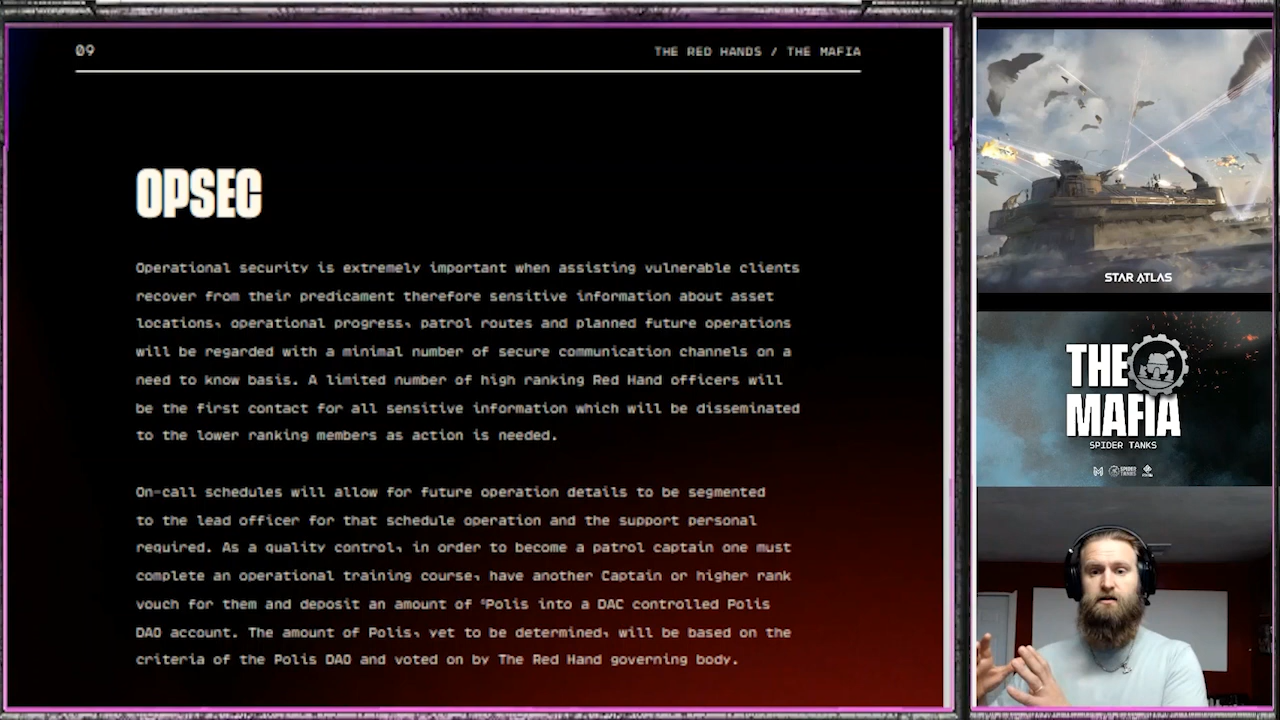 09
THE RED HANDS / THE MAFIA
OPSEC
Operational security is extremely important when assisting vulnerable clients
recover from their predicament therefore sensitive information about asset
locations, operational progress, patrol routes and planned future operations
will be regarded with a minimal number of secure communication channels on a
need to know basis. A limited number of high ranking Red Hand officers will
be the first contact for all sensitive information which will be disseminated
to the lower ranking members as action is needed.
On-call schedules will allow for future operation details to be segmented
to the lead officer for that schedule operation and the support personal
required. As a quality control, in order to become a patrol captain one must
complete an operational training course, have another Captain or higher rank
vouch for them and deposit an amount of °Polis into a DAC controlled Polis
DAO account. The amount of Polis, yet to be determined, will be based on the
criteria of the Polis DAO and voted on by The Red Hand governing body.
STAR ATLAS
THE
MAFIA
SPIDER TANKS